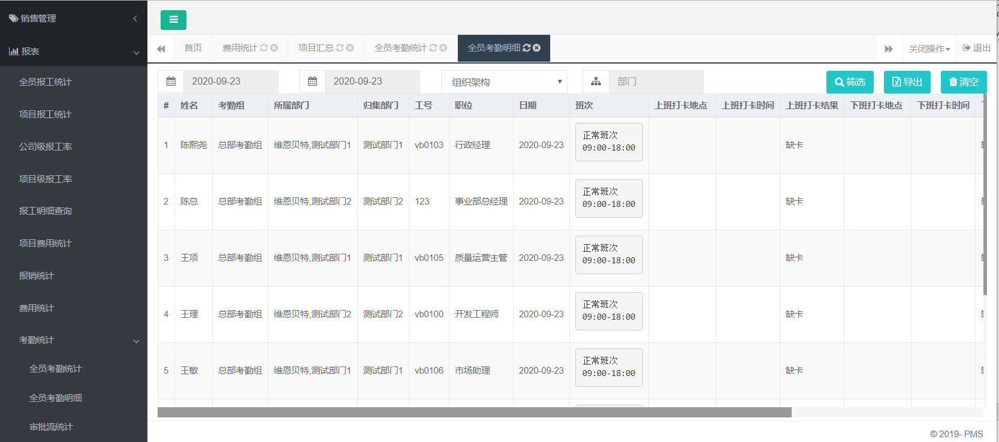 销售管理
报表
全员报工统计
项目报工统计
公司级报工率
项目级报工率
报工明细查询
项目费用统计
报销统计
费用统计
考勤统计
全员考勤统计
全员考勤明细
审批流统计
首页 费用统计 项目汇总 全员考勤统计 全员考勤明细 关闭操作 退出
2020-09-23 2020-09-23 组织架构 部门 筛选 导出 清空
# 姓名 考勤组 所属部门 归集部门 工号 职位 日期 班次 上班打卡地点 上班打卡时间 上班打卡结果 下班打卡地点 下班打卡时间
1 陈熙尧 总部考勤组 维恩贝特,测试部门1 测试部门1 vb0103 行政经理 2020-09-23 正常班次 缺卡
09:00-18:00
2 陈总 总部考勤组 维恩贝特,测试部门2 测试部门2 123 事业部总经理 2020-09-23 正常班次 缺卡
09:00-18:00
3 王项 总部考勤组 维恩贝特,测试部门1 测试部门1 vb0105 质量运营主管 2020-09-23 正常班次 缺卡
09:00-18:00
4 王理 总部考勤组 维恩贝特,测试部门2 测试部门2 vb0100 开发工程师 2020-09-23 正常班次 缺卡
09:00-18:00
5 王敏 总部考勤组 维恩贝特,测试部门1 测试部门1 vb0106 市场助理 2020-09-23 正常班次 缺卡
09:00-18:00
© 2019- PMS